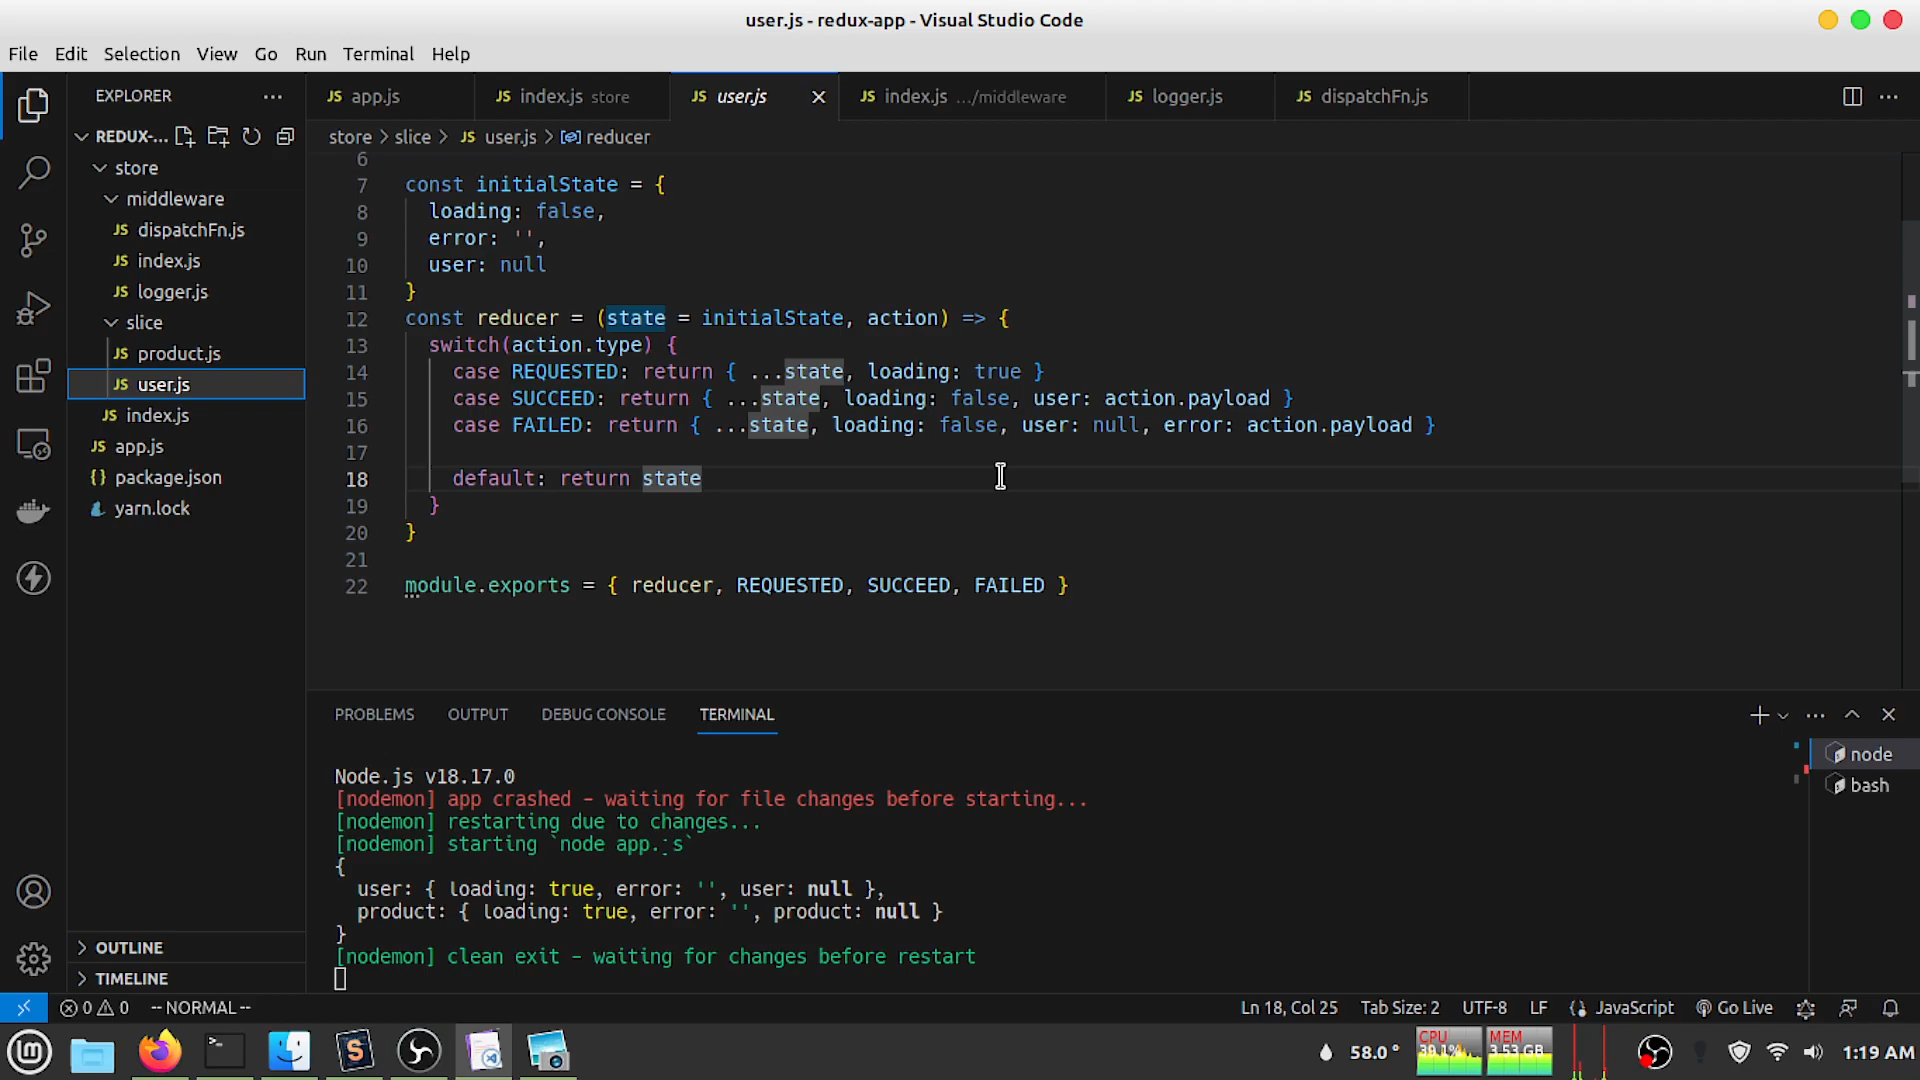 user.js - redux-app - Visual Studio Code
File Edit Selection View Go Run Terminal Help
EXPLORER
REDUX-...
store
middleware
dispatchFn.js
index.js
logger.js
slice
product.js
user.js
index.js
app.js
package.json
yarn.lock
OUTLINE
TIMELINE
JS app.js JS index.js store JS user.js JS index.js .../middleware JS logger.js JS dispatchFn.js
store > slice > JS user.js > reducer
6
7 const initialState = {
8 loading: false,
9 error: '',
10 user: null
11 }
12 const reducer = (state = initialState, action) => {
13 switch(action.type) {
14 case REQUESTED: return { ...state, loading: true }
15 case SUCCEED: return { ...state, loading: false, user: action.payload }
16 case FAILED: return { ...state, loading: false, user: null, error: action.payload }
17
18 default: return state
19 }
20 }
21
22 module.exports = { reducer, REQUESTED, SUCCEED, FAILED }
PROBLEMS OUTPUT DEBUG CONSOLE TERMINAL
node
bash
Node.js v18.17.0
[nodemon] app crashed - waiting for file changes before starting...
[nodemon] restarting due to changes...
[nodemon] starting `node app.js`
{
user: { loading: true, error: '', user: null },
product: { loading: true, error: '', product: null }
}
[nodemon] clean exit - waiting for changes before restart
0 0 -- NORMAL -- Ln 18, Col 25 Tab Size: 2 UTF-8 LF JavaScript Go Live
58.0° CPU 39.1% MEM 3.53 GB 1:19 AM